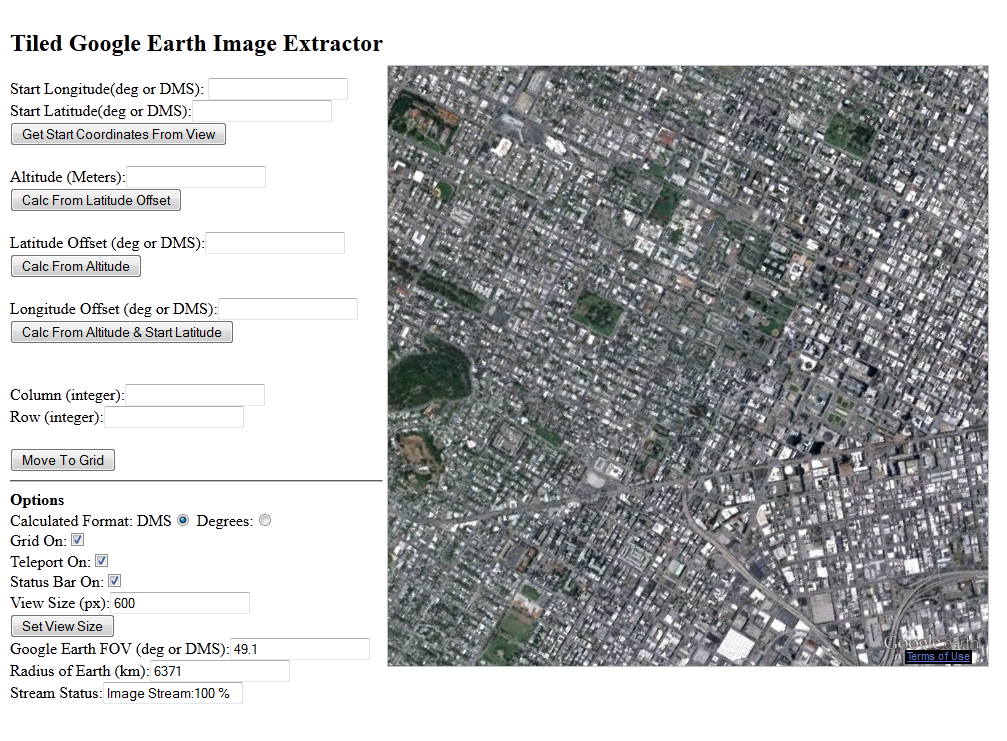 Tiled Google Earth Image Extractor
Start Longitude(deg or DMS):
Start Latitude(deg or DMS):
Get Start Coordinates From View
Altitude (Meters):
Calc From Latitude Offset
Latitude Offset (deg or DMS):
Calc From Altitude
Longitude Offset (deg or DMS):
Calc From Altitude & Start Latitude
Column (integer):
Row (integer):
Move To Grid
Options
Calculated Format: DMS Degrees:
Grid On:
Teleport On:
Status Bar On:
View Size (px): 600
Set View Size
Google Earth FOV (deg or DMS): 49.1
Radius of Earth (km): 6371
Stream Status: Image Stream:100 %
Google earth
Terms of Use